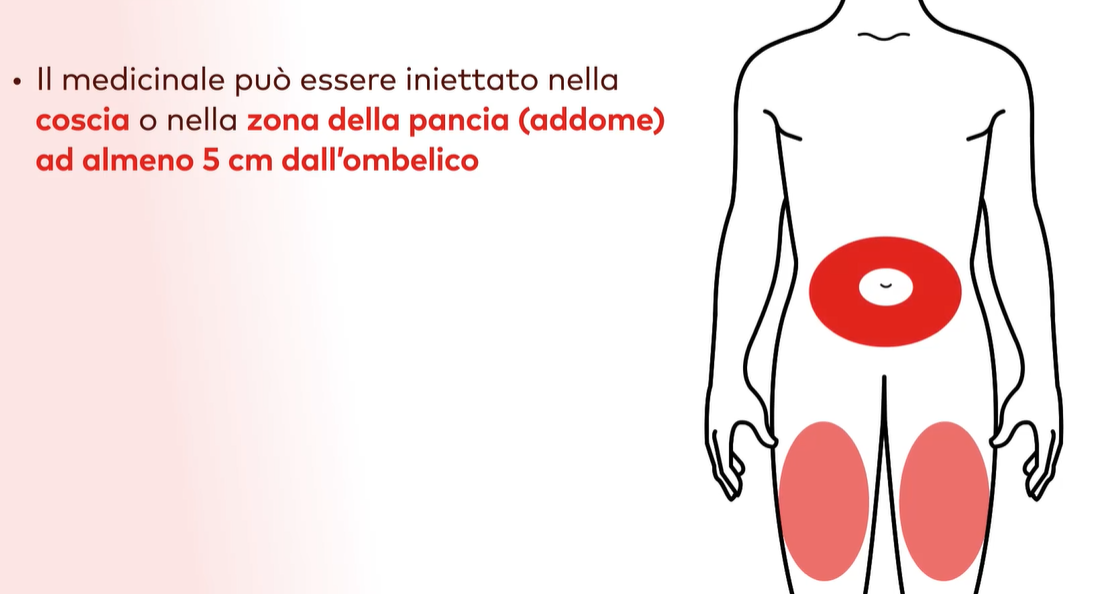 • Il medicinale può essere iniettato nella
coscia o nella zona della pancia (addome)
ad almeno 5 cm dall'ombelico